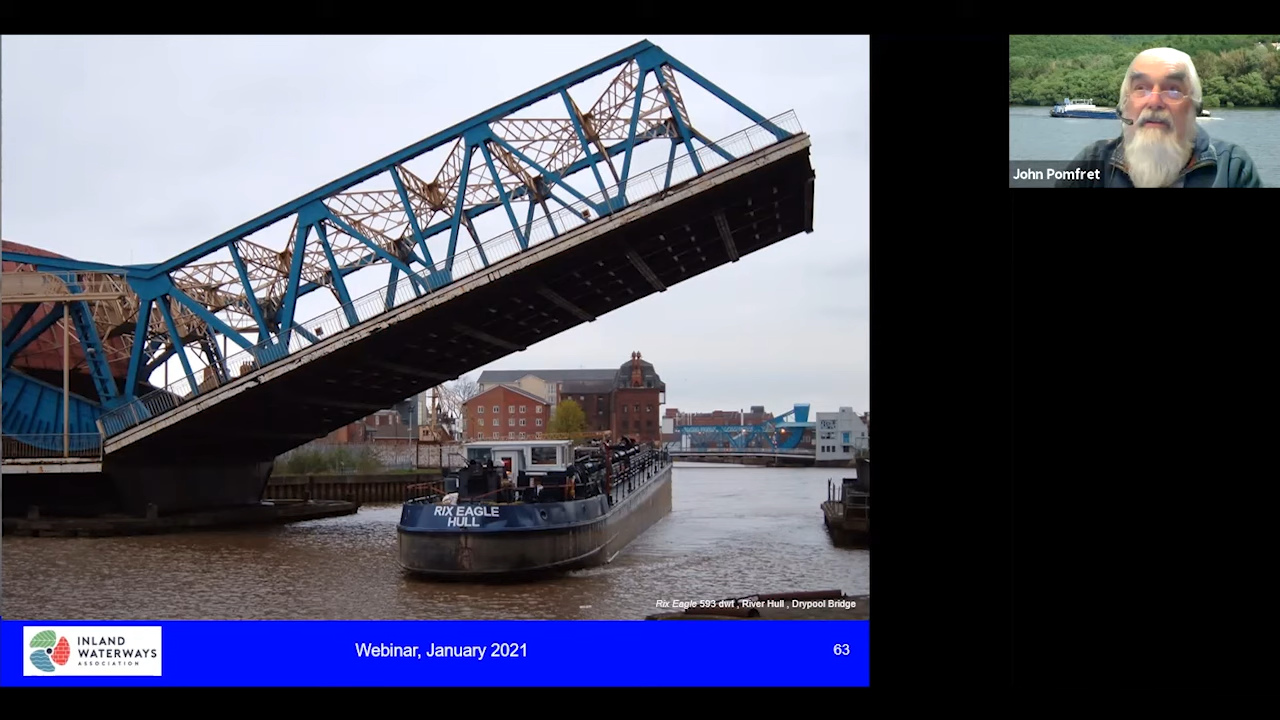 John Pomfret
RIX EAGLE
HULL
Rix Eagle 593 dwt , River Hull , Drypool Bridge
INLAND
WATERWAYS
ASSOCIATION
Webinar, January 2021
63